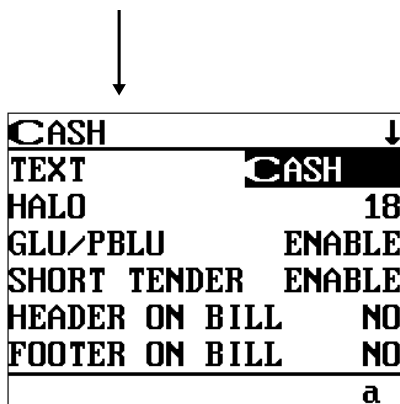 CASH ↓
TEXT CASH
HALO 18
GLU/PBLU ENABLE
SHORT TENDER ENABLE
HEADER ON BILL NO
FOOTER ON BILL NO
a